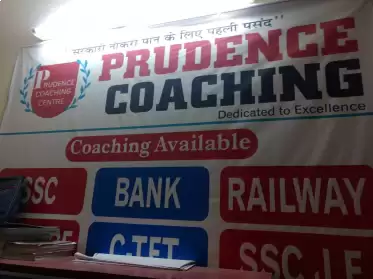 सरकारी नौकरी पाने के लिए पहली पसंद"
PRUDENCE
COACHING
CENTRE
PRUDENCE
COACHING
Dedicated to Excellence
Coaching Available
SSC
BANK
RAILWAY
C-TET
SSC J.E